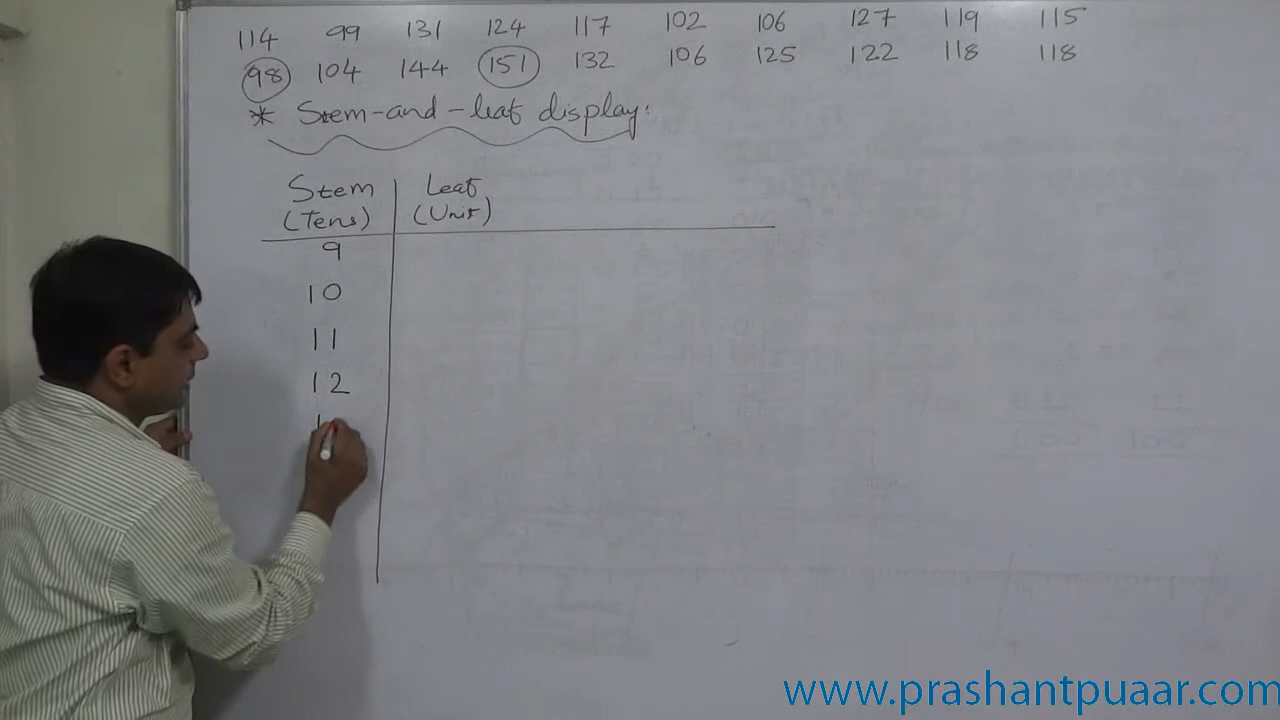 114 99 131 124 117 102 106 127 119 115
98 104 144 151 132 106 125 122 118 118
* Stem-and-leaf display:
Stem Leaf
(Tens) (Unit)
9
10
11
12
1
www.prashantpuaar.com